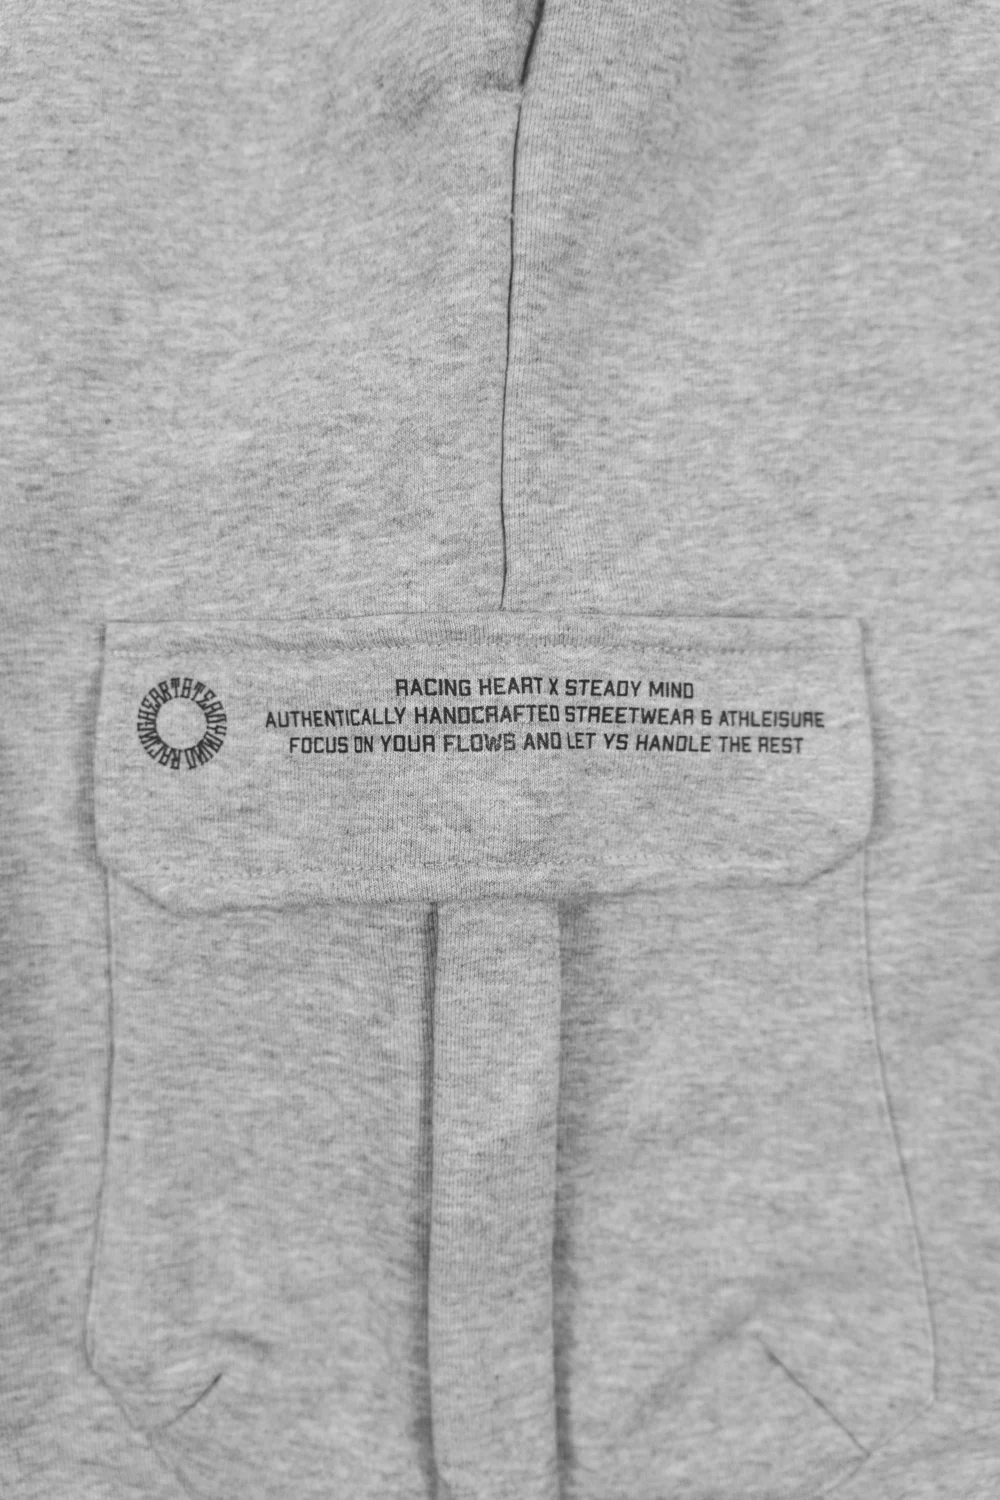 RACING HEART X STEADY MIND
AUTHENTICALLY HANDCRAFTED STREETWEAR & ATHLEISURE
FOCUS ON YOUR FLOWS AND LET YS HANDLE THE REST